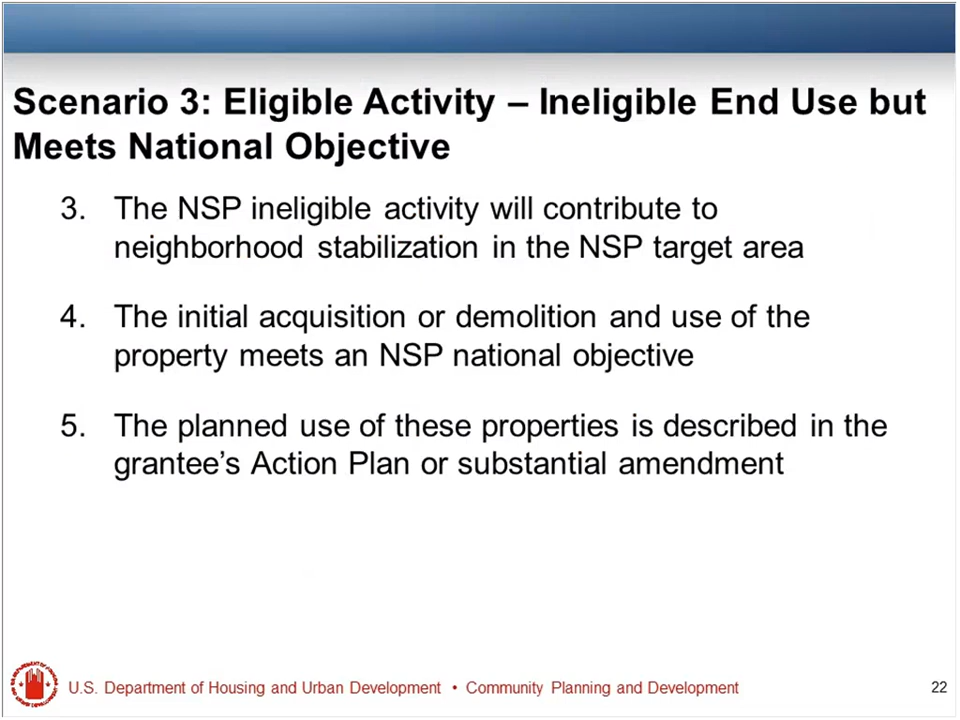 Scenario 3: Eligible Activity – Ineligible End Use but
Meets National Objective
3. The NSP ineligible activity will contribute to
neighborhood stabilization in the NSP target area
4. The initial acquisition or demolition and use of the
property meets an NSP national objective
5. The planned use of these properties is described in the
grantee’s Action Plan or substantial amendment
U.S. Department of Housing and Urban Development • Community Planning and Development
22